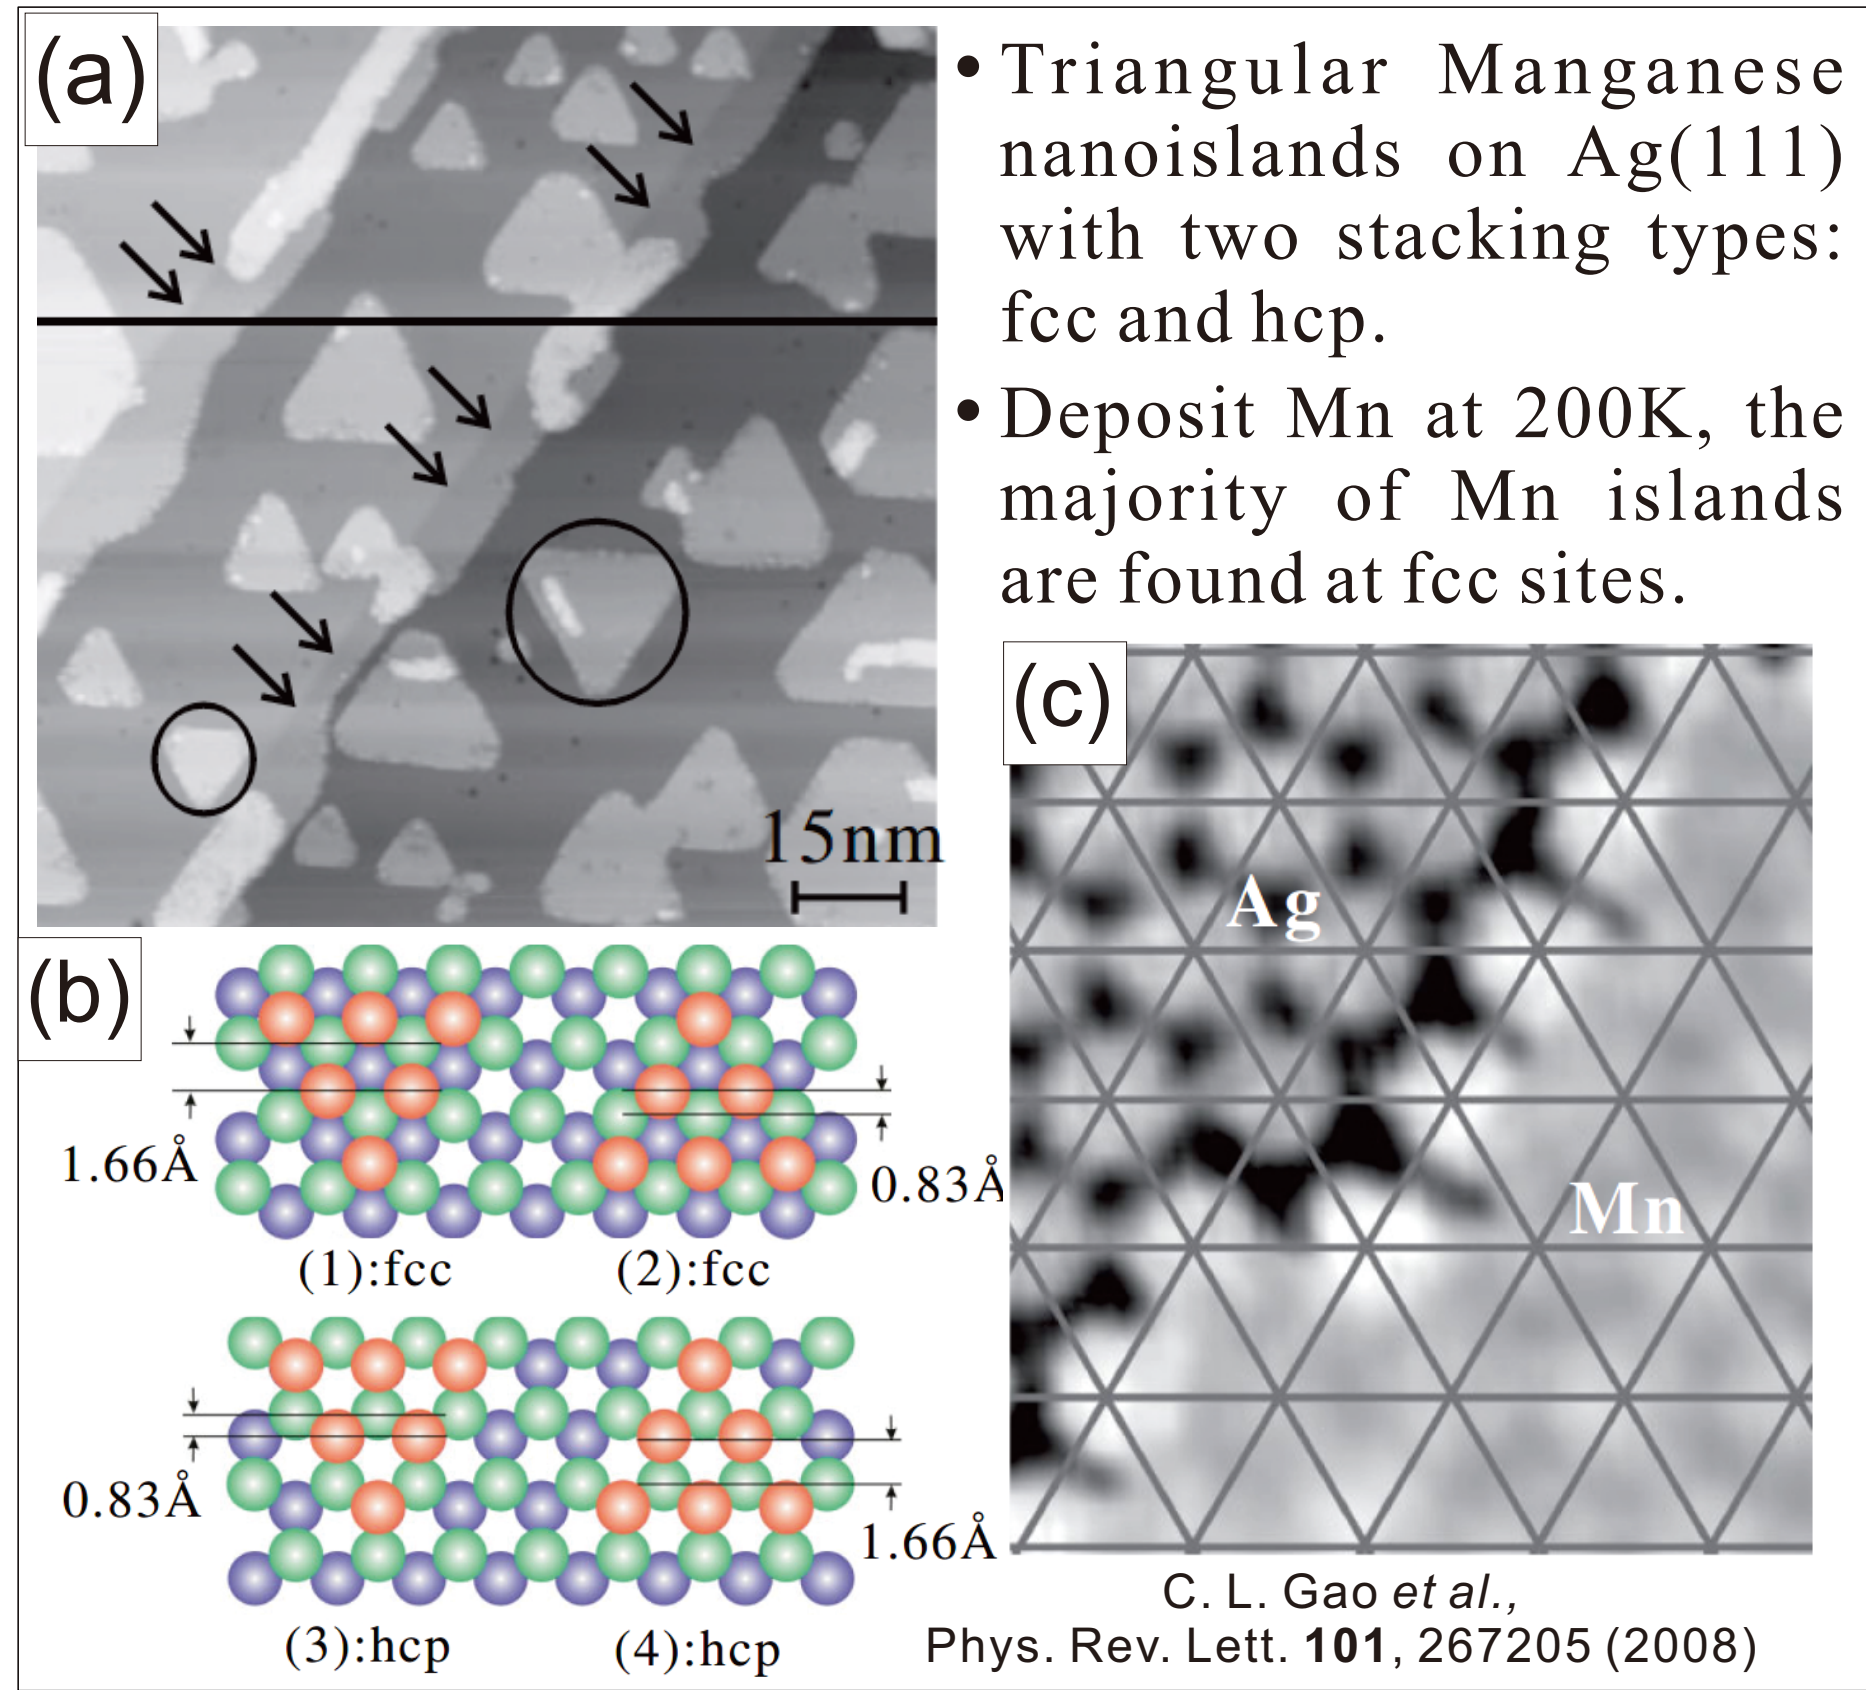 (a)
15nm
• Triangular Manganese
nanoislands on Ag(111)
with two stacking types:
fcc and hcp.
• Deposit Mn at 200K, the
majority of Mn islands
are found at fcc sites.
(b)
1.66Å
0.83Å
(1):fcc
(2):fcc
0.83Å
1.66Å
(3):hcp
(4):hcp
(c)
Ag
Mn
C. L. Gao et al.,
Phys. Rev. Lett. 101, 267205 (2008)